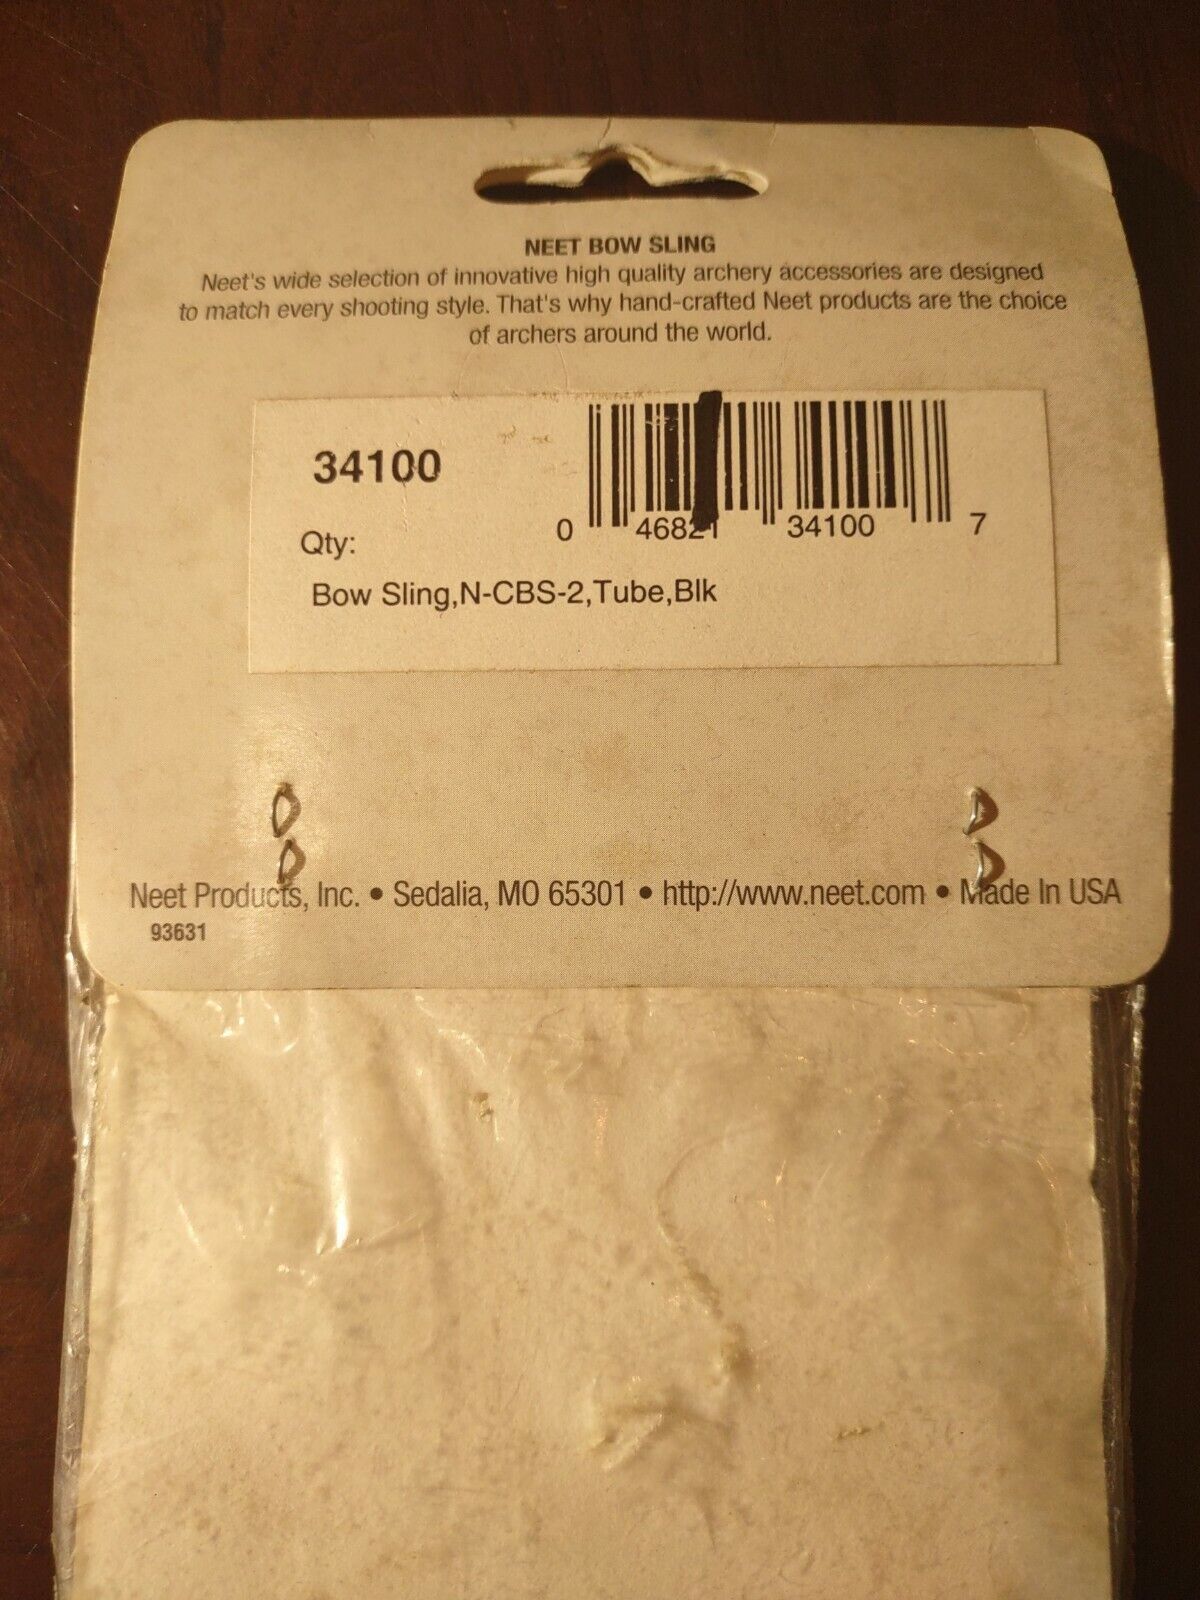 NEET BOW SLING
Neet's wide selection of innovative high quality archery accessories are designed
to match every shooting style. That's why hand-crafted Neet products are the choice
of archers around the world.
34100
0 46821 34100 7
Qty:
Bow Sling,N-CBS-2,Tube,Blk
Neet Products, Inc. • Sedalia, MO 65301 • http://www.neet.com • Made In USA
93631